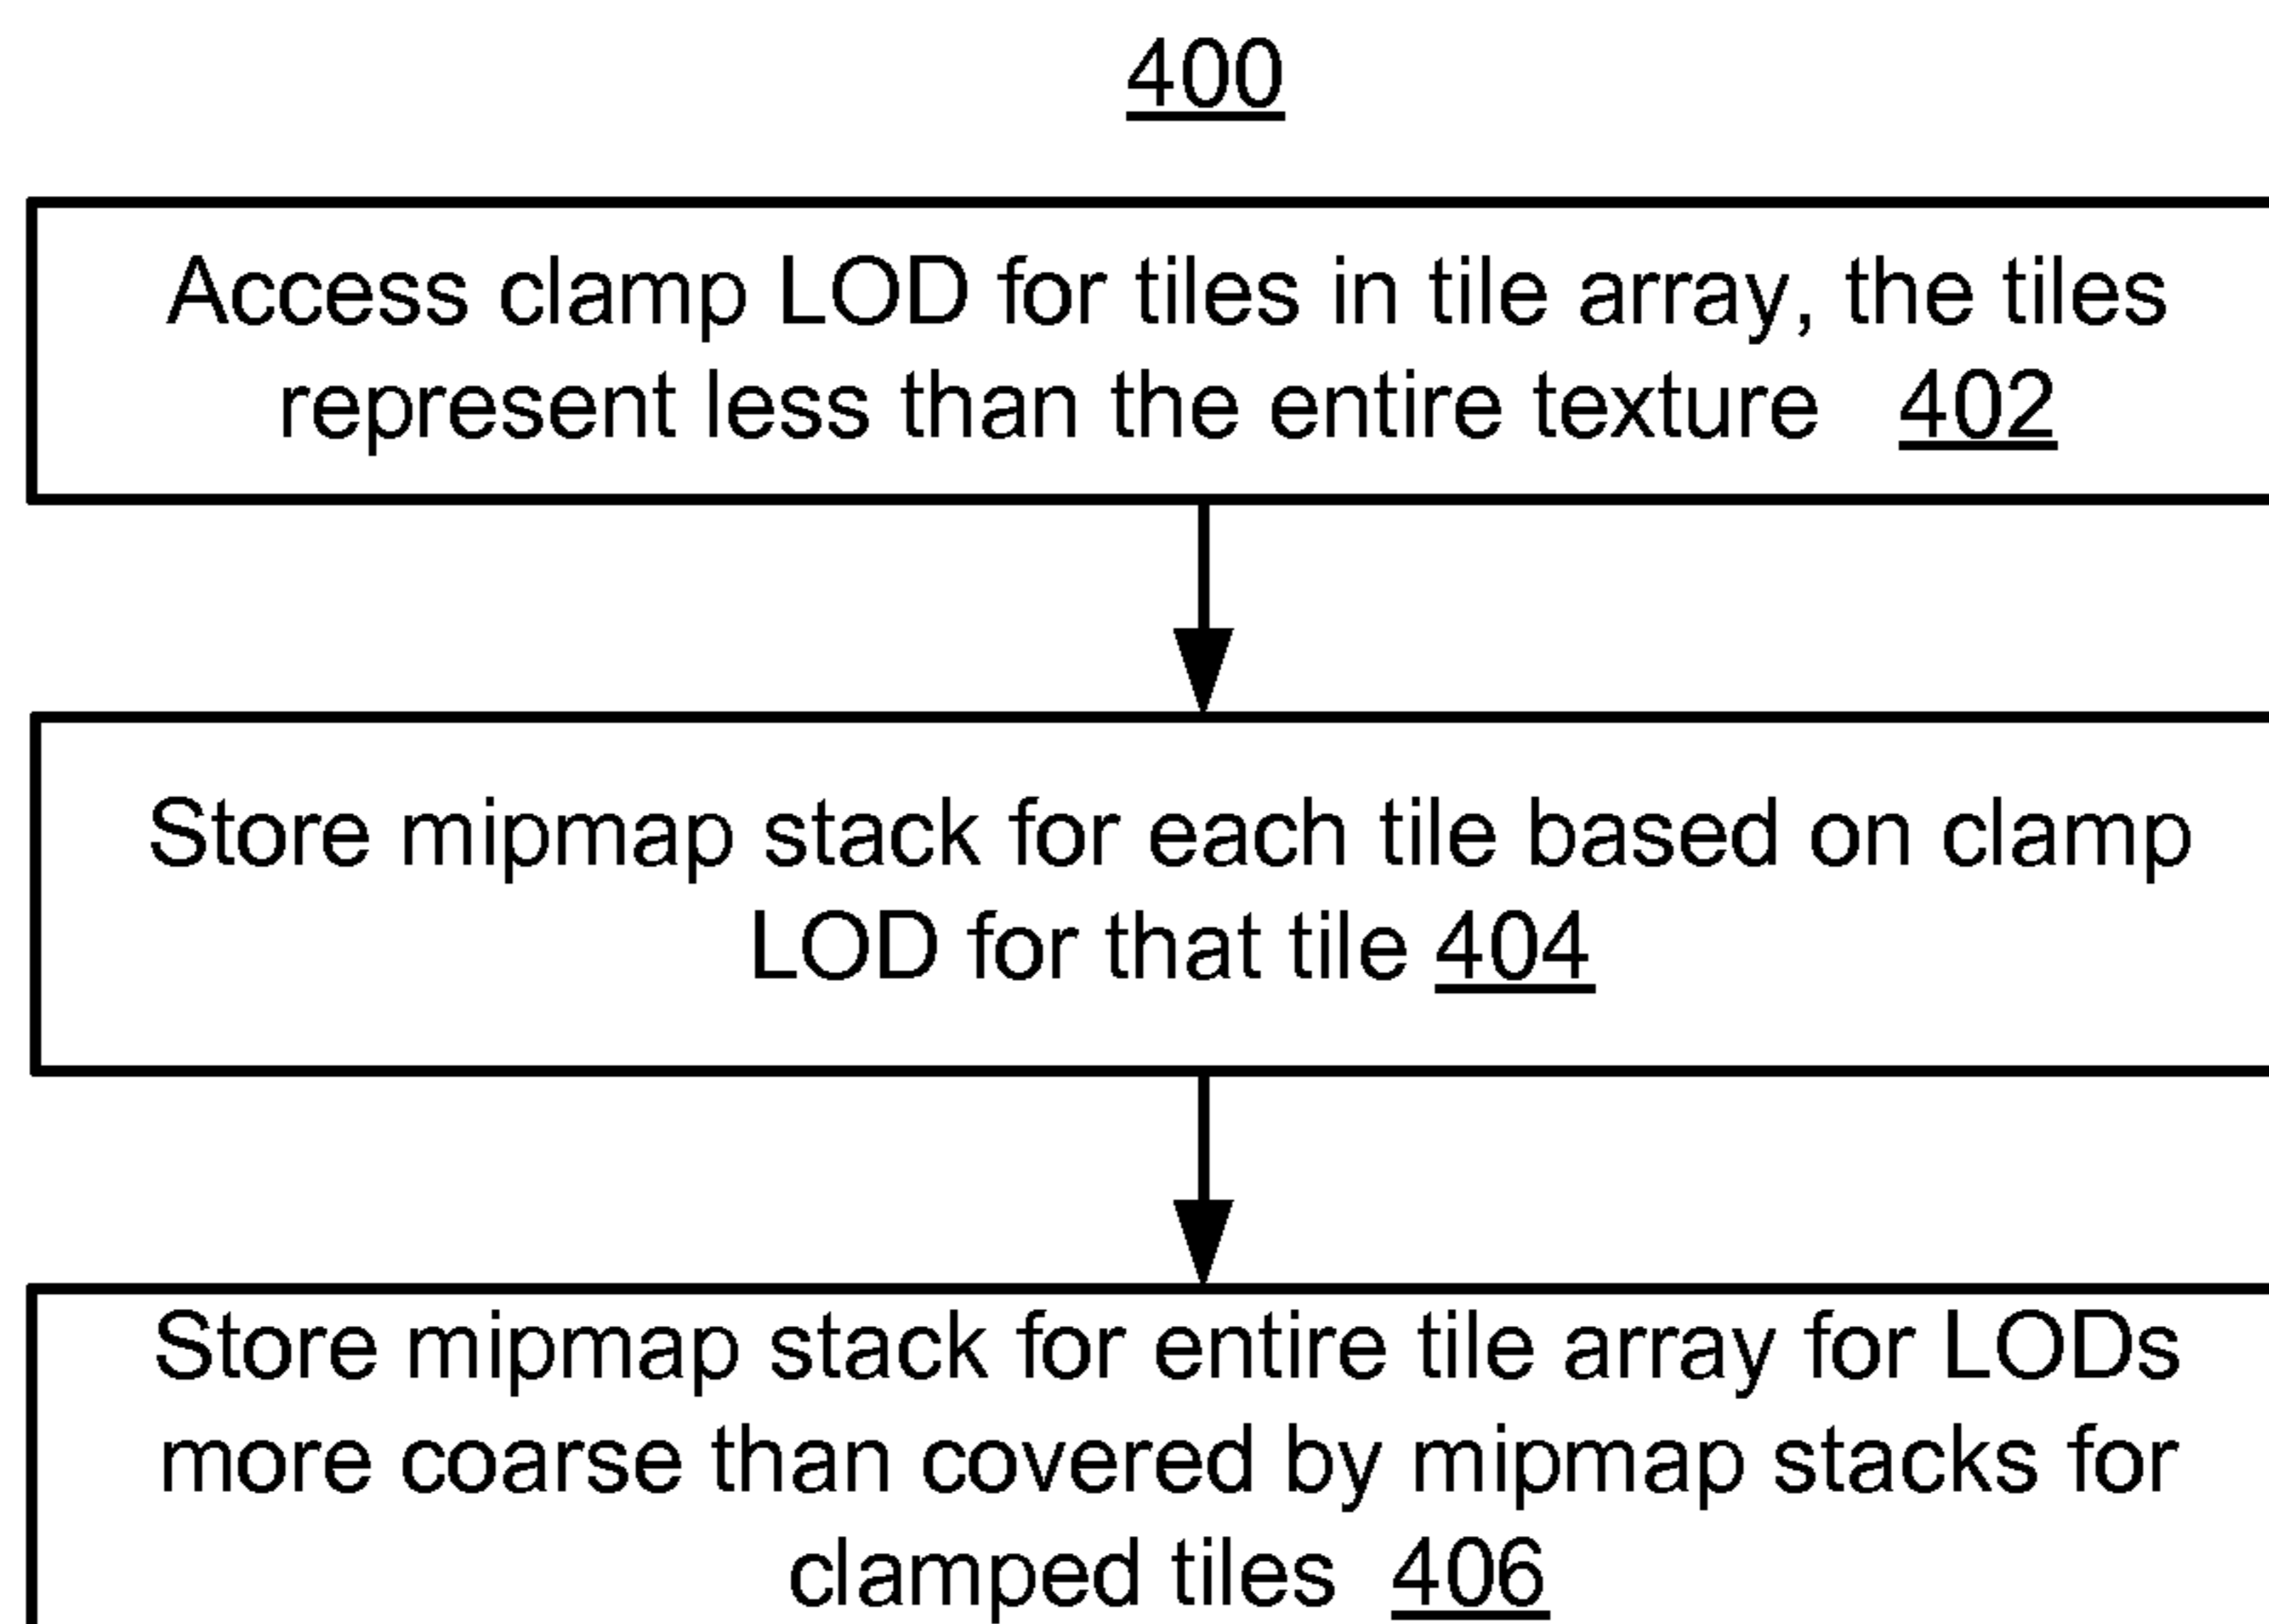 400
Access clamp LOD for tiles in tile array, the tiles
represent less than the entire texture 402
Store mipmap stack for each tile based on clamp
LOD for that tile 404
Store mipmap stack for entire tile array for LODs
more coarse than covered by mipmap stacks for
clamped tiles 406